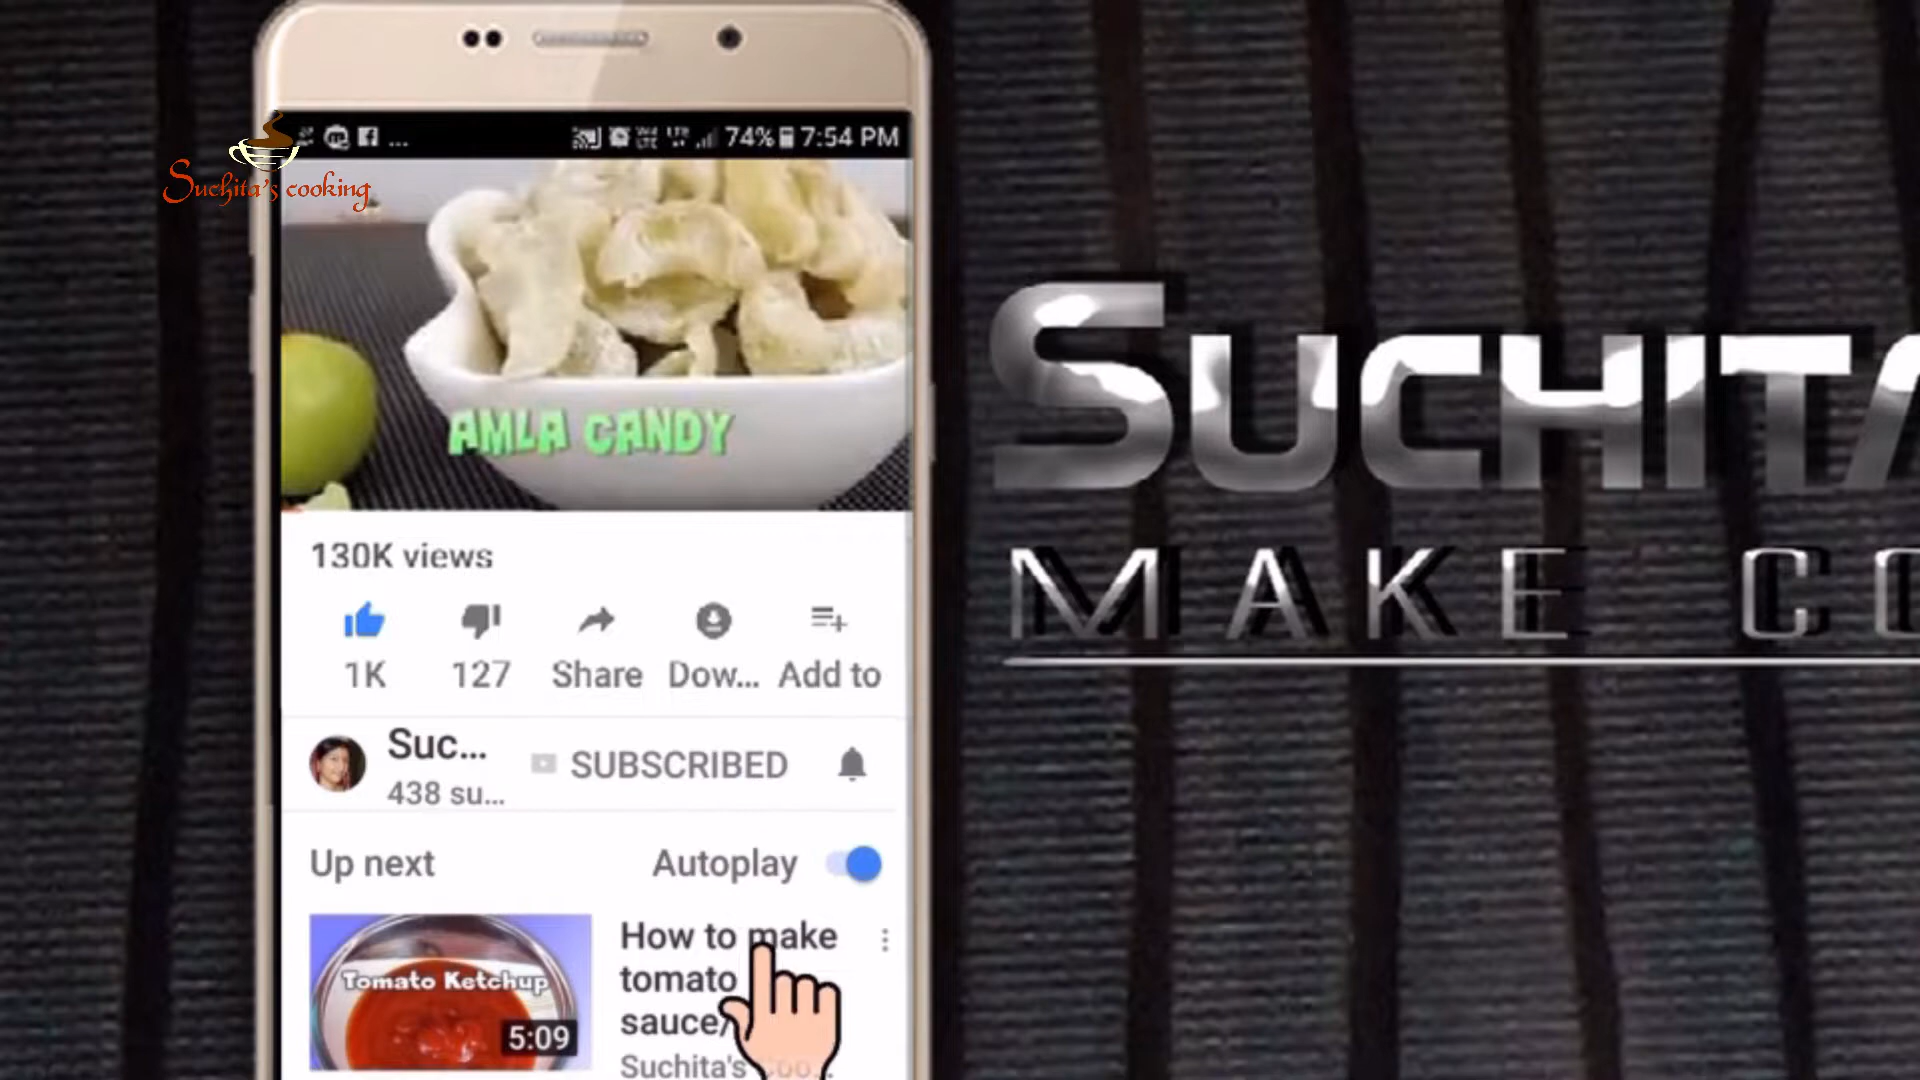 74% 7:54 PM
Suchita's cooking
AMLA CANDY
130K views
1K 127 Share Dow... Add to
Suc...
SUBSCRIBED
438 su...
Up next Autoplay
Tomato Ketchup
5:09
How to make
tomato
sauce/
Suchita's Coo...
SUCHITA
MAKE CO